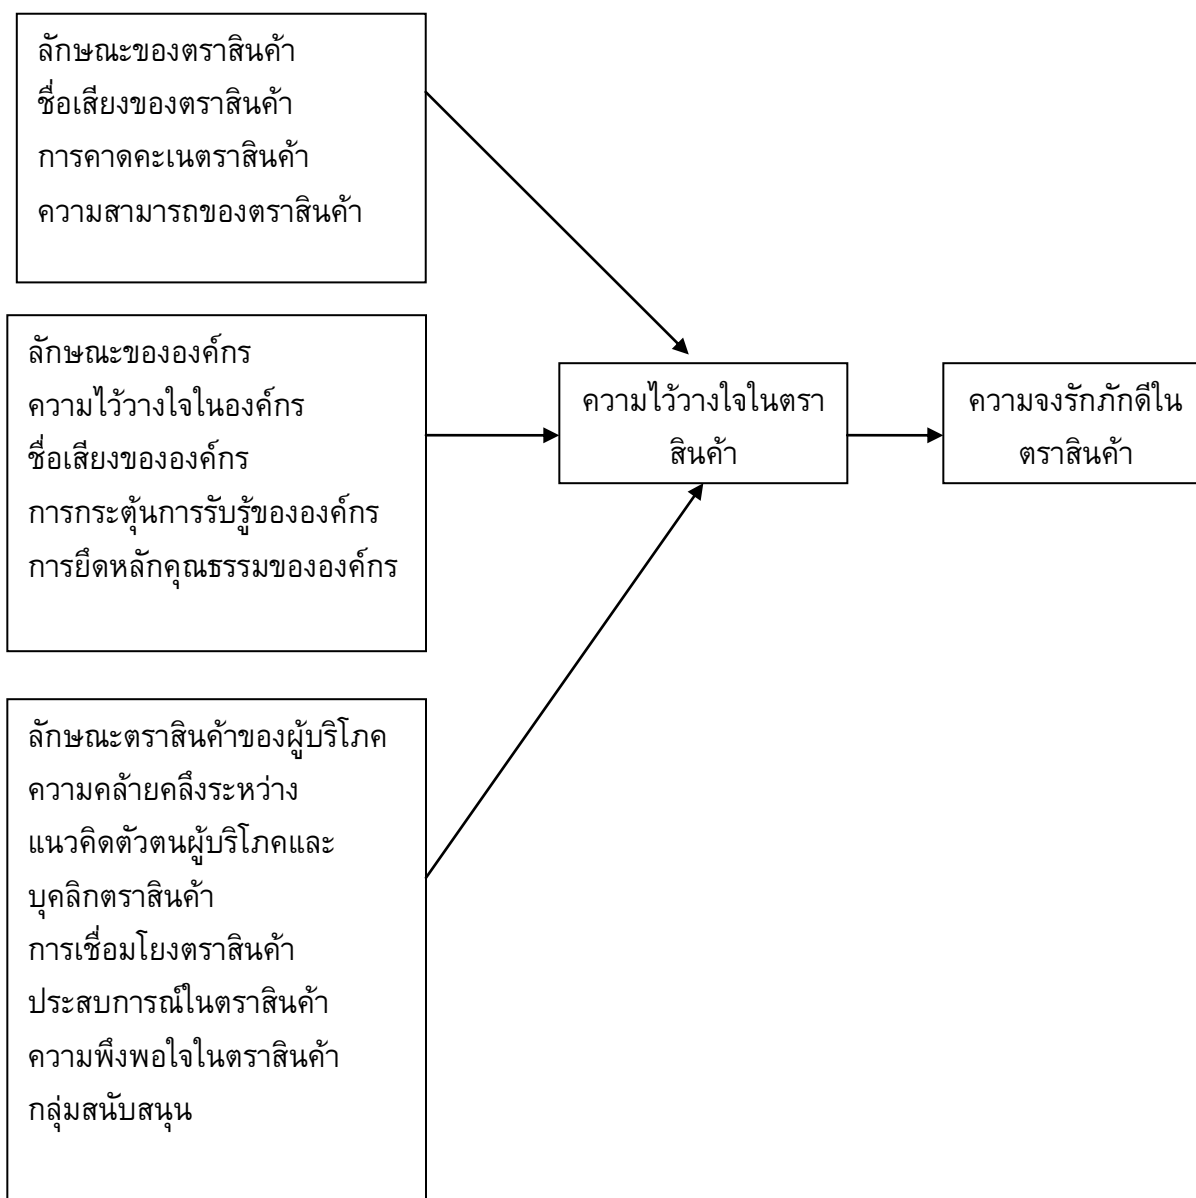 ลักษณะของตราสินค้า
ชื่อเสียงของตราสินค้า
การคาดคะเนตราสินค้า
ความสามารถของตราสินค้า
ลักษณะขององค์กร
ความไว้วางใจในองค์กร
ชื่อเสียงขององค์กร
การกระตุ้นการรับรู้ขององค์กร
การยึดหลักคุณธรรมขององค์กร
ลักษณะตราสินค้าของผู้บริโภค
ความคล้ายคลึงระหว่าง
แนวคิดตัวตนผู้บริโภคและ
บุคลิกตราสินค้า
การเชื่อมโยงตราสินค้า
ประสบการณ์ในตราสินค้า
ความพึงพอใจในตราสินค้า
กลุ่มสนับสนุน
ความไว้วางใจในตรา
สินค้า
ความจงรักภักดีใน
ตราสินค้า